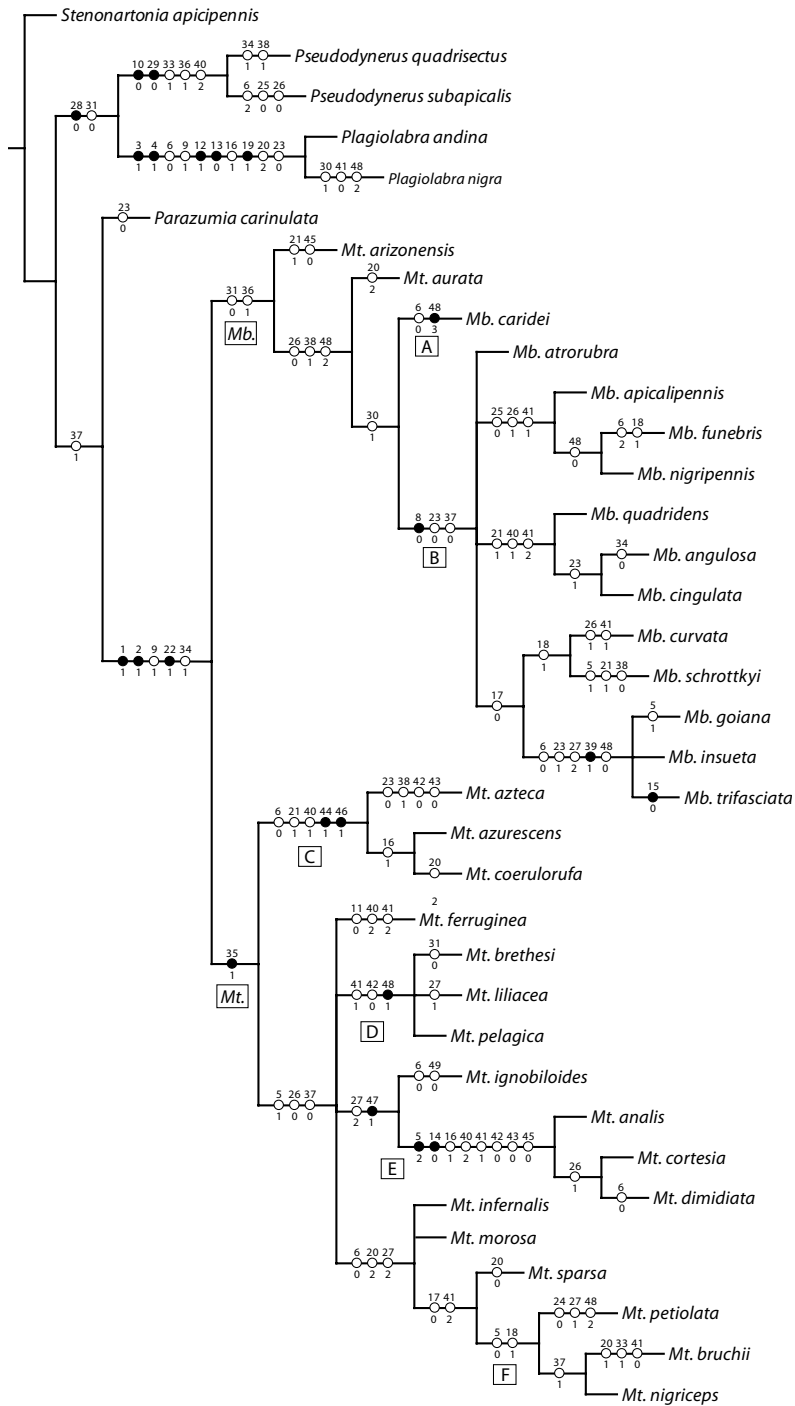 Stenonartonia apicipennis
34 38
1 1
Pseudodynerus quadrisectus
10 29 33 36 40
0 0 1 1 2
6 25 26
2 0 0
Pseudodynerus subapicalis
28 31
0 0
Plagiolabra andina
3 4 6 9 12 13 16 19 20 23
1 1 0 1 1 0 1 1 2 0
30 41 48
1 0 2
Plagiolabra nigra
23
0
Parazumia carinulata
21 45
1 0
Mt. arizonensis
20
2
Mt. aurata
31 36
0 1
Mb.
6 48
0 3
Mb. caridei
A
26 38 48
0 1 2
Mb. atrorubra
Mb. apicalipennis
25 26 41
0 1 1
30
1
6 18
2 1
Mb. funebris
48
0
Mb. nigripennis
37
1
Mb. quadridens
8 23 37
0 0 0
B
21 40 41
1 1 2
34
0
Mb. angulosa
23
1
Mb. cingulata
26 41
1 1
Mb. curvata
18
1
1 2 9 22 34
1 1 1 1 1
5 21 38
1 1 0
Mb. schrottkyi
17
0
5
1
Mb. goiana
6 23 27 39 48
0 1 2 1 0
Mb. insueta
15
0
Mb. trifasciata
23 38 42 43
0 1 0 0
Mt. azteca
6 21 40 44 46
0 1 1 1 1
C
Mt. azurescens
16
1
20
2
Mt. coerulorufa
11 40 41
0 2 2
Mt. ferruginea
31
0
Mt. brethesi
35
1
Mt.
41 42 48
1 0 1
D
27
1
Mt. liliacea
Mt. pelagica
6 49
0 0
Mt. ignobiloides
5 26 37
1 0 0
27 47
2 1
Mt. analis
5 14 16 40 41 42 43 45
2 0 1 2 1 0 0 0
E
Mt. cortesia
26
1
6
0
Mt. dimidiata
Mt. infernalis
Mt. morosa
6 20 27
0 2 2
20
0
Mt. sparsa
17 41
0 2
24 27 48
0 1 2
Mt. petiolata
5 18
0 1
F
20 33 41
1 1 0
Mt. bruchii
37
1
Mt. nigriceps